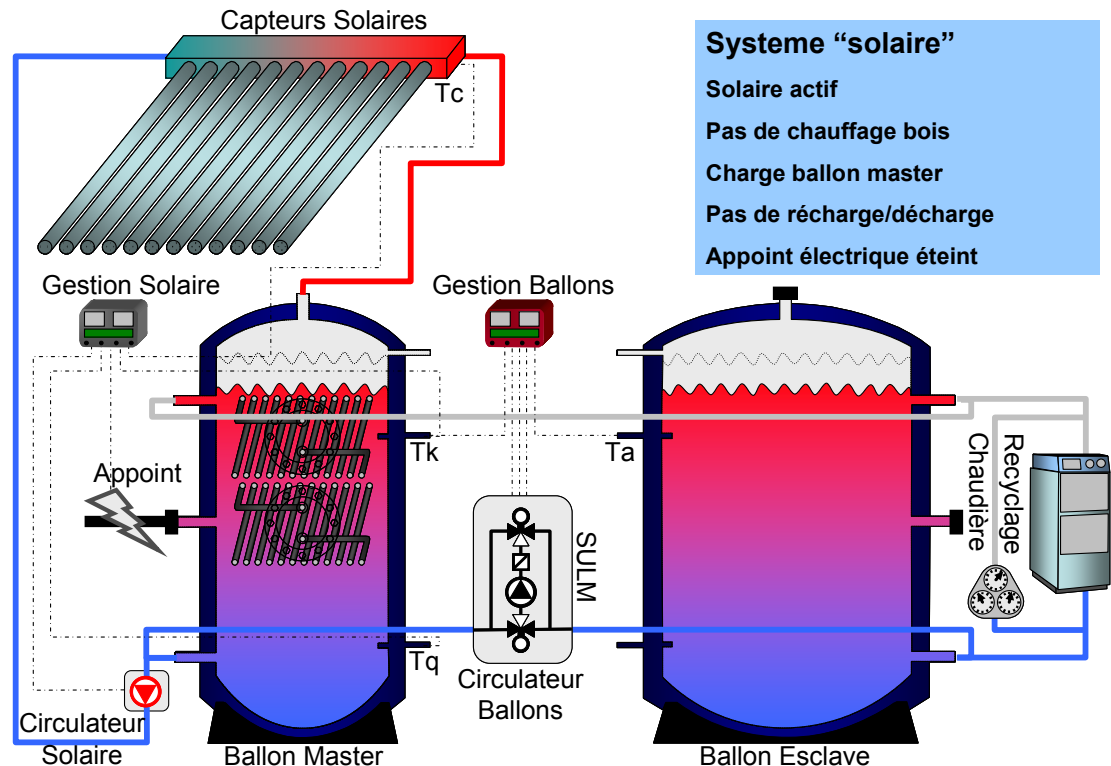 Capteurs Solaires
Tc
Systeme “solaire”
Solaire actif
Pas de chauffage bois
Charge ballon master
Pas de récharge/décharge
Appoint électrique éteint
Gestion Solaire
Gestion Ballons
Tk
Ta
Appoint
Recyclage
Chaudière
SULM
Tq
Circulateur
Ballons
Circulateur
Solaire
Ballon Master
Ballon Esclave